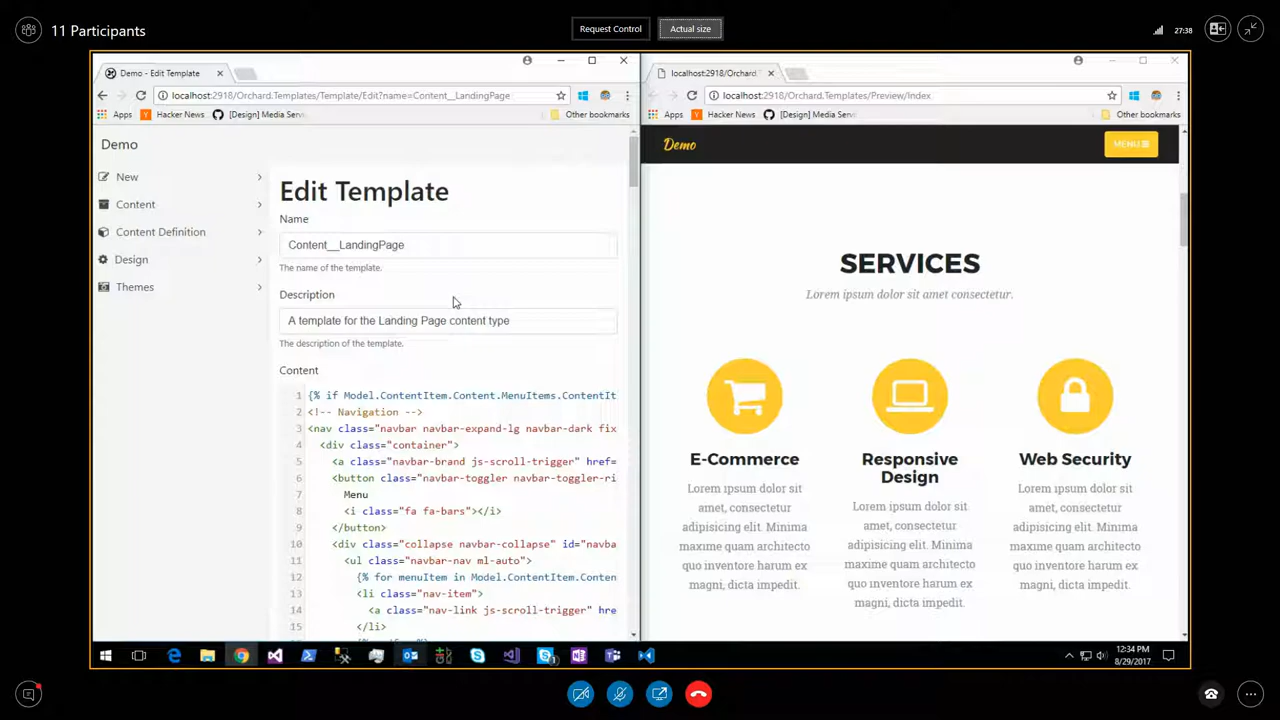 11 Participants
Request Control
Actual size
27:38
Demo - Edit Template
localhost:2918/Orchard.Templates/Template/Edit?name=Content__LandingPage
Apps
Hacker News
[Design] Media Servi
Other bookmarks
Demo
New
Content
Content Definition
Design
Themes
Edit Template
Name
Content__LandingPage
The name of the template.
Description
A template for the Landing Page content type
The description of the template.
Content
1 {% if Model.ContentItem.Content.MenuItems.ContentIt
2 <!-- Navigation -->
3 <nav class="navbar navbar-expand-lg navbar-dark fix
4 <div class="container">
5 <a class="navbar-brand js-scroll-trigger" href=
6 <button class="navbar-toggler navbar-toggler-ri
7 Menu
8 <i class="fa fa-bars"></i>
9 </button>
10 <div class="collapse navbar-collapse" id="navba
11 <ul class="navbar-nav ml-auto">
12 {% for menuItem in Model.ContentItem.Conten
13 <li class="nav-item">
14 <a class="nav-link js-scroll-trigger" hre
15 </li>
localhost:2918/Orchard.T
localhost:2918/Orchard.Templates/Preview/Index
Apps
Hacker News
[Design] Media Servi
Other bookmarks
Demo
MENU
SERVICES
Lorem ipsum dolor sit amet consectetur.
E-Commerce
Lorem ipsum dolor sit
amet, consectetur
adipisicing elit. Minima
maxime quam architecto
quo inventore harum ex
magni, dicta impedit.
Responsive
Design
Lorem ipsum dolor sit
amet, consectetur
adipisicing elit. Minima
maxime quam architecto
quo inventore harum ex
magni, dicta impedit.
Web Security
Lorem ipsum dolor sit
amet, consectetur
adipisicing elit. Minima
maxime quam architecto
quo inventore harum ex
magni, dicta impedit.
12:34 PM
8/29/2017